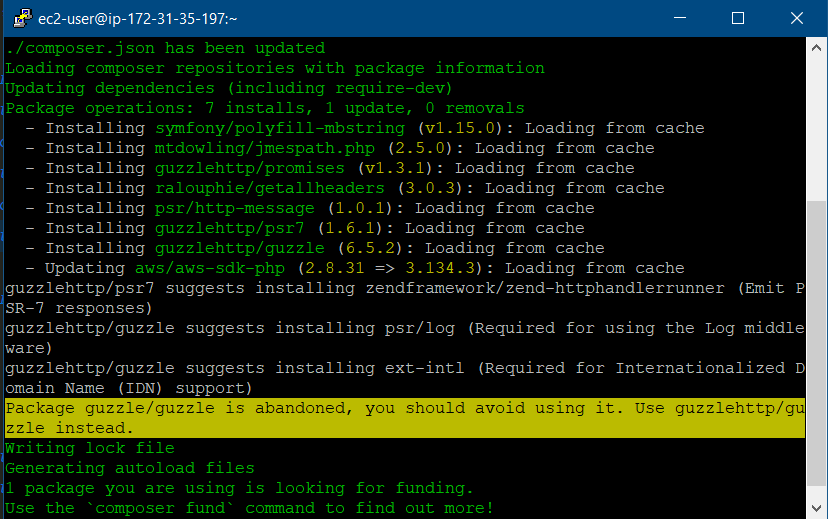 ec2-user@ip-172-31-35-197:~
./composer.json has been updated
Loading composer repositories with package information
Updating dependencies (including require-dev)
Package operations: 7 installs, 1 update, 0 removals
  - Installing symfony/polyfill-mbstring (v1.15.0): Loading from cache
  - Installing mtdowling/jmespath.php (2.5.0): Loading from cache
  - Installing guzzlehttp/promises (v1.3.1): Loading from cache
  - Installing ralouphie/getallheaders (3.0.3): Loading from cache
  - Installing psr/http-message (1.0.1): Loading from cache
  - Installing guzzlehttp/psr7 (1.6.1): Loading from cache
  - Installing guzzlehttp/guzzle (6.5.2): Loading from cache
  - Updating aws/aws-sdk-php (2.8.31 => 3.134.3): Loading from cache
guzzlehttp/psr7 suggests installing zendframework/zend-httphandlerrunner (Emit P
SR-7 responses)
guzzlehttp/guzzle suggests installing psr/log (Required for using the Log middle
ware)
guzzlehttp/guzzle suggests installing ext-intl (Required for Internationalized D
omain Name (IDN) support)
Package guzzle/guzzle is abandoned, you should avoid using it. Use guzzlehttp/gu
zzle instead.
Writing lock file
Generating autoload files
1 package you are using is looking for funding.
Use the `composer fund` command to find out more!